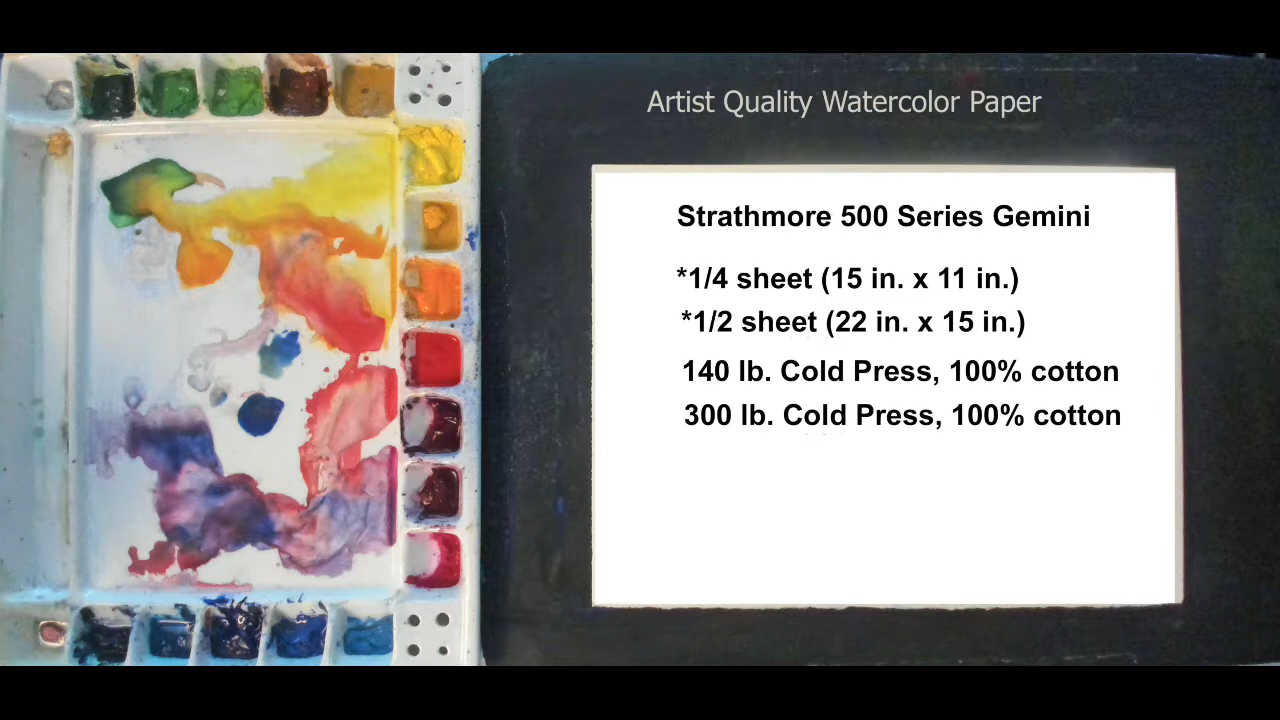 Artist Quality Watercolor Paper
Strathmore 500 Series Gemini
*1/4 sheet (15 in. x 11 in.)
*1/2 sheet (22 in. x 15 in.)
140 lb. Cold Press, 100% cotton
300 lb. Cold Press, 100% cotton